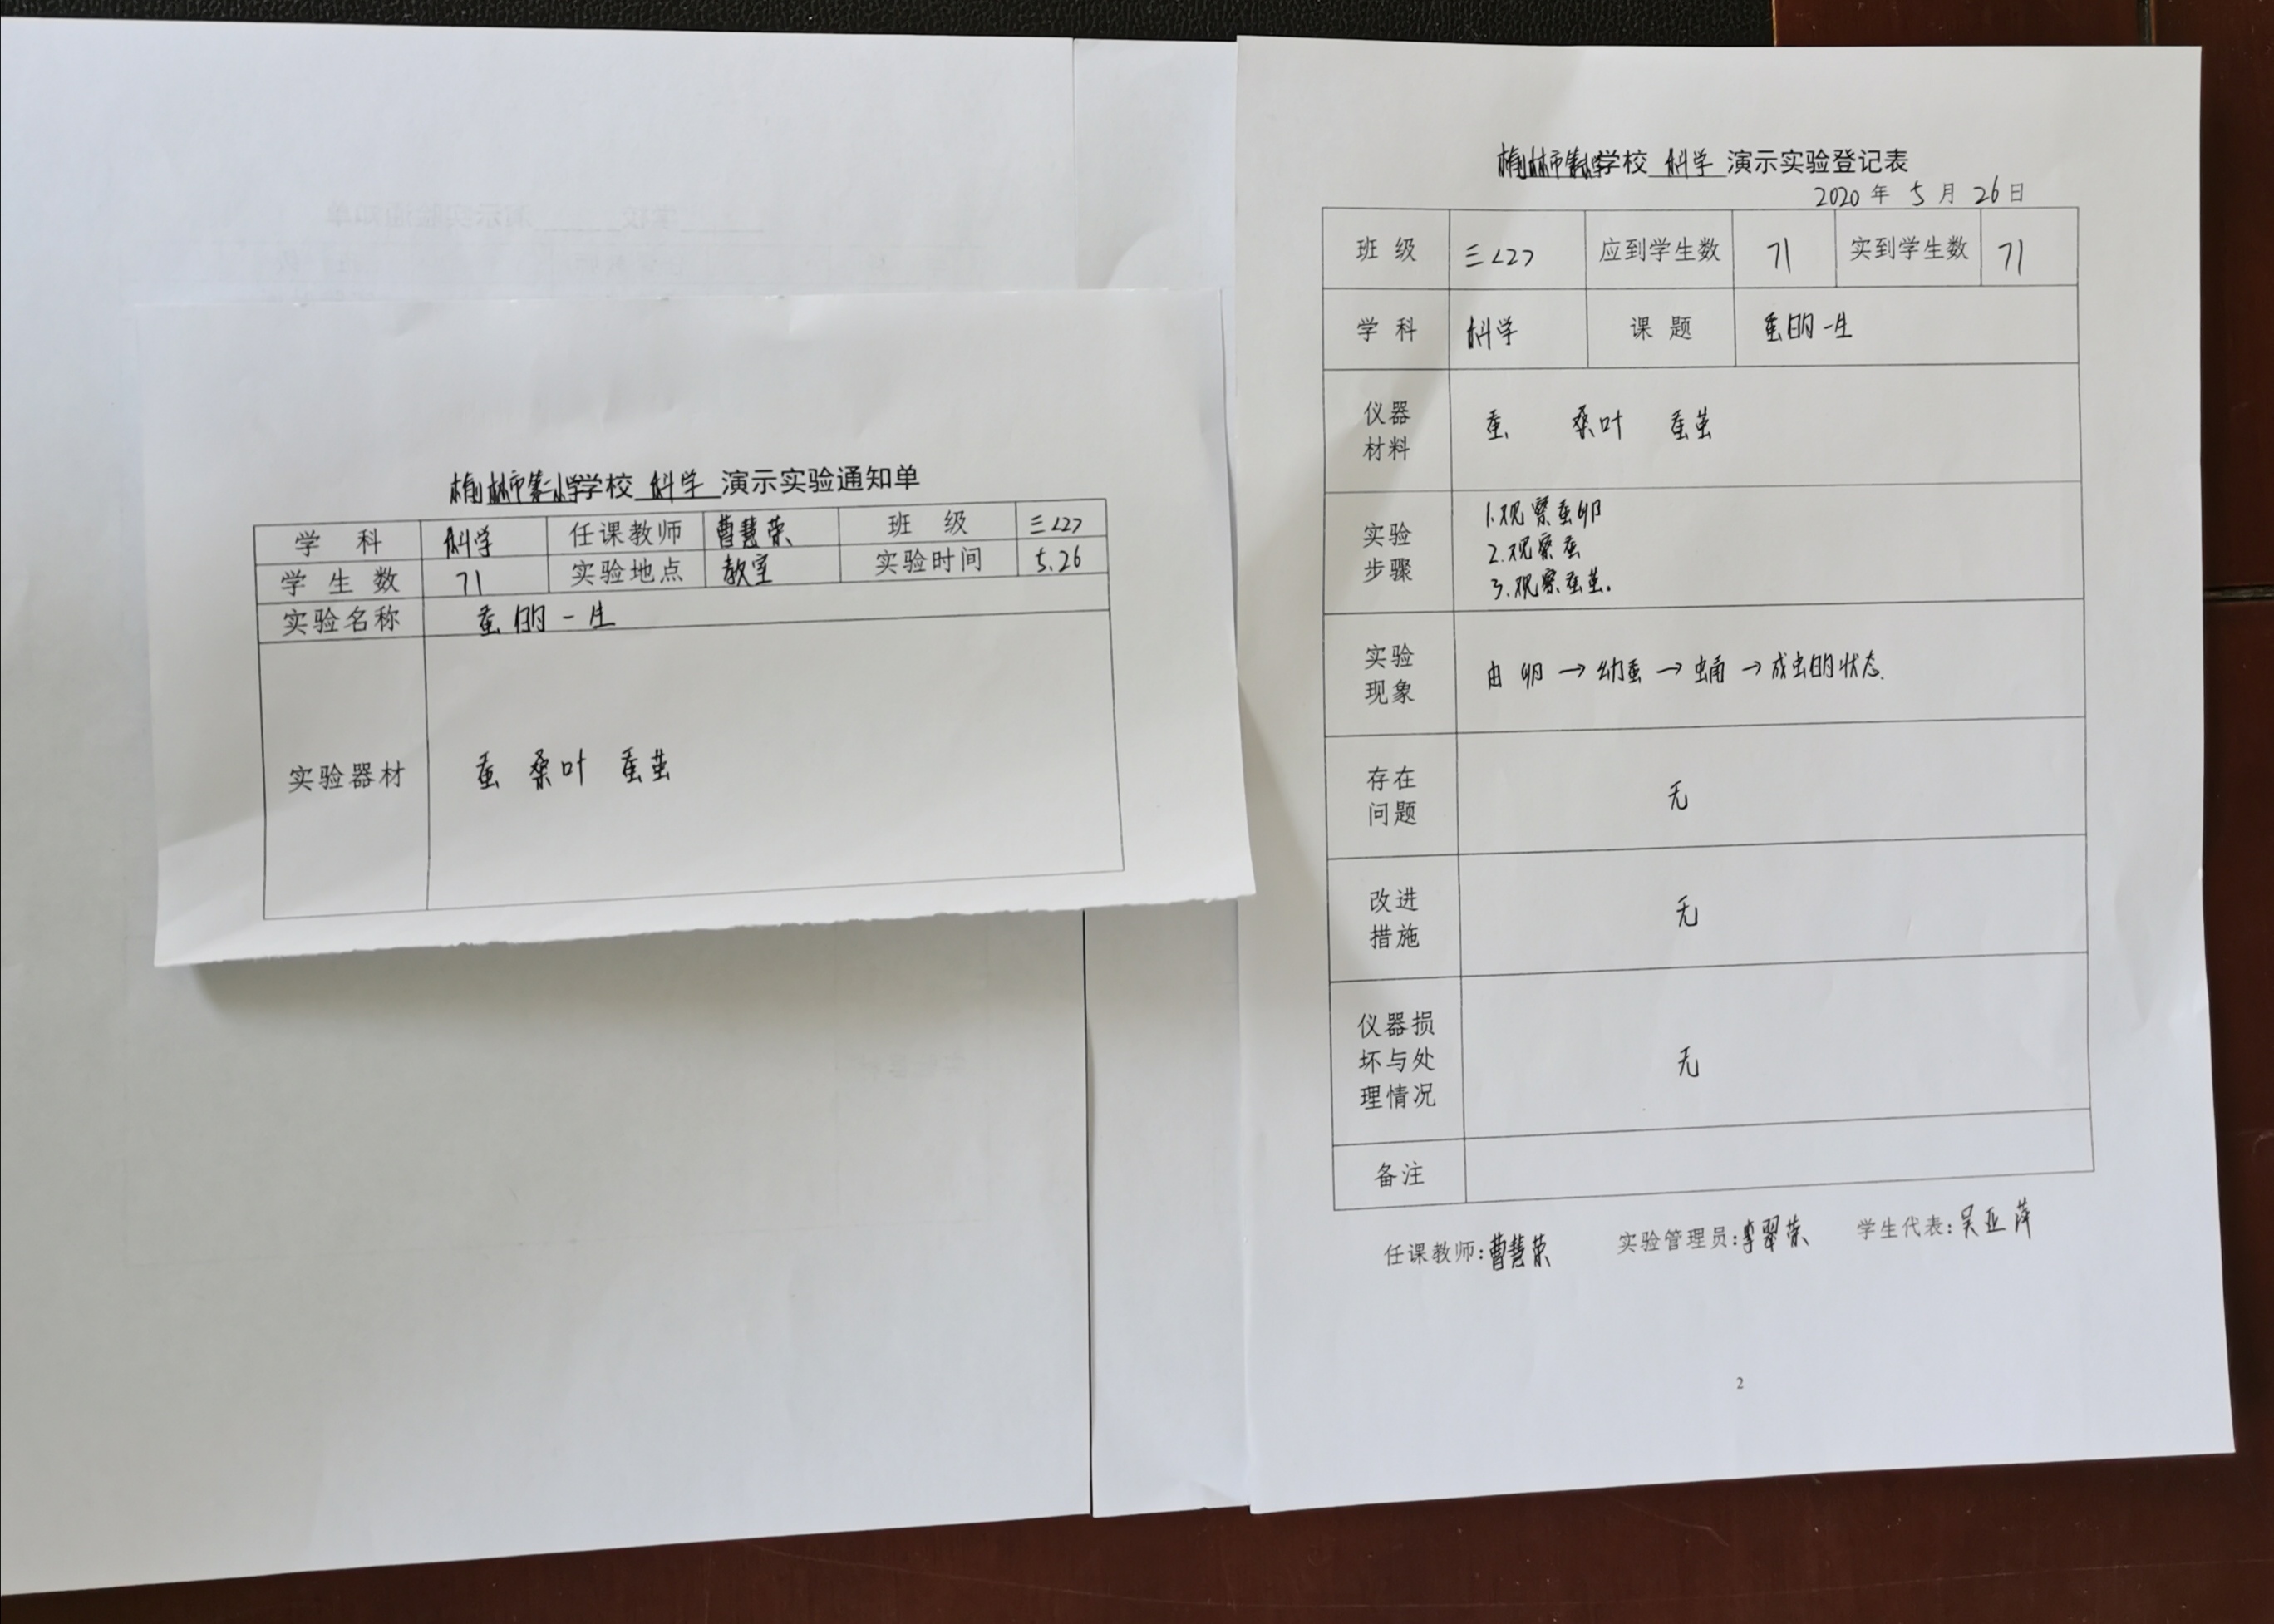 榆林市第二小学学校 科学 演示实验通知单
学 科 科学 任课教师 曹慧荣 班 级 三<2>
学 生 数 71 实验地点 教室 实验时间 5.26
实验名称 蚕的一生
实验器材 蚕 桑叶 蚕茧
学校 科学 演示实验登记表
2020 年 5 月 26 日
班 级 三<2> 应到学生数 71 实到学生数 71
学 科 科学 课 题 蚕的一生
仪器
材料
蚕 桑叶 蚕茧
实验
步骤
1.观察蚕卵
2.观察蚕
3.观察蚕茧.
实验
现象
由 卵 → 幼蚕 → 蛹 → 成虫的状态.
存在
问题
无
改进
措施
无
仪器损
坏与处
理情况
无
备注
任课教师:曹慧荣 实验管理员:李翠荣 学生代表:吴亚萍
2